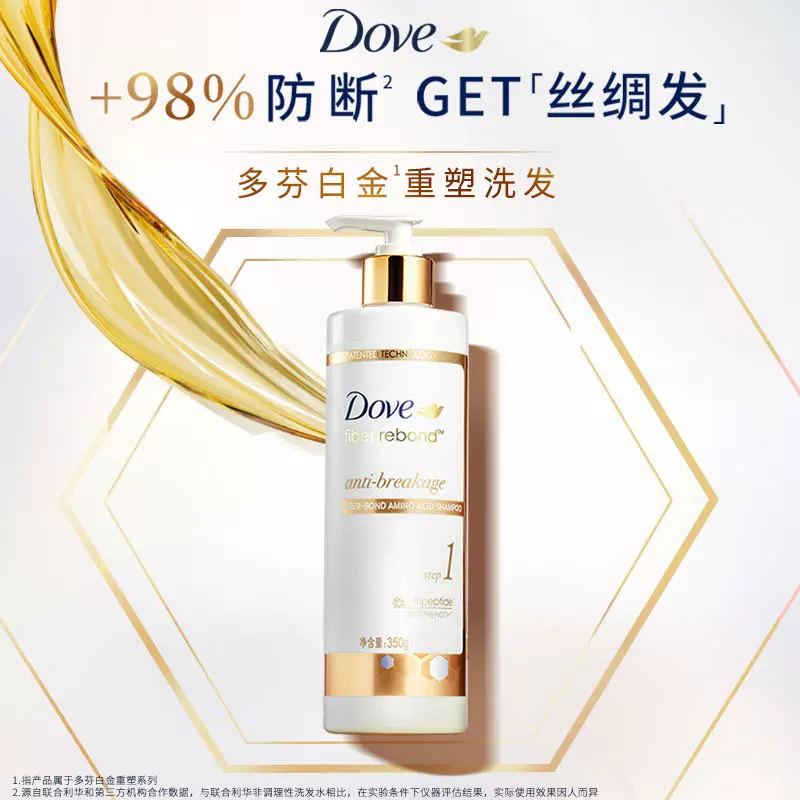 Dove
+98%防断² GET「丝绸发」
多芬白金¹重塑洗发
PATENTED TECHNOLOGY
Dove
fiber rebond™
anti-breakage
FIBER-BOND AMINO ACID SHAMPOO
step 1
peptide
STRENGTH
净含量:350g
1.指产品属于多芬白金重塑系列
2.源自联合利华和第三方机构合作数据，与联合利华非调理性洗发水相比，在实验条件下仪器评估结果，实际使用效果因人而异